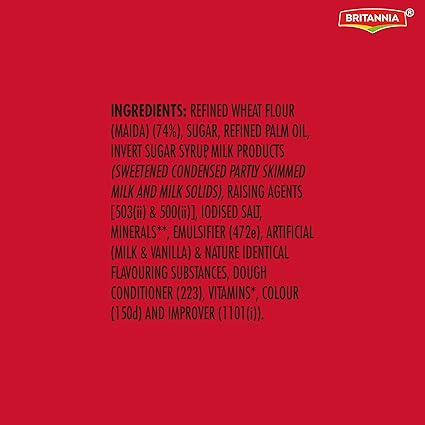 BRITANNIA®
INGREDIENTS: REFINED WHEAT FLOUR
(MAIDA) (74%), SUGAR, REFINED PALM OIL,
INVERT SUGAR SYRUP, MILK PRODUCTS
(SWEETENED CONDENSED PARTLY SKIMMED
MILK AND MILK SOLIDS), RAISING AGENTS
[503(ii) & 500(ii)], IODISED SALT,
MINERALS**, EMULSIFIER (472e), ARTIFICIAL
(MILK & VANILLA) & NATURE IDENTICAL
FLAVOURING SUBSTANCES, DOUGH
CONDITIONER (223), VITAMINS*, COLOUR
(150d) AND IMPROVER (1101(i)).